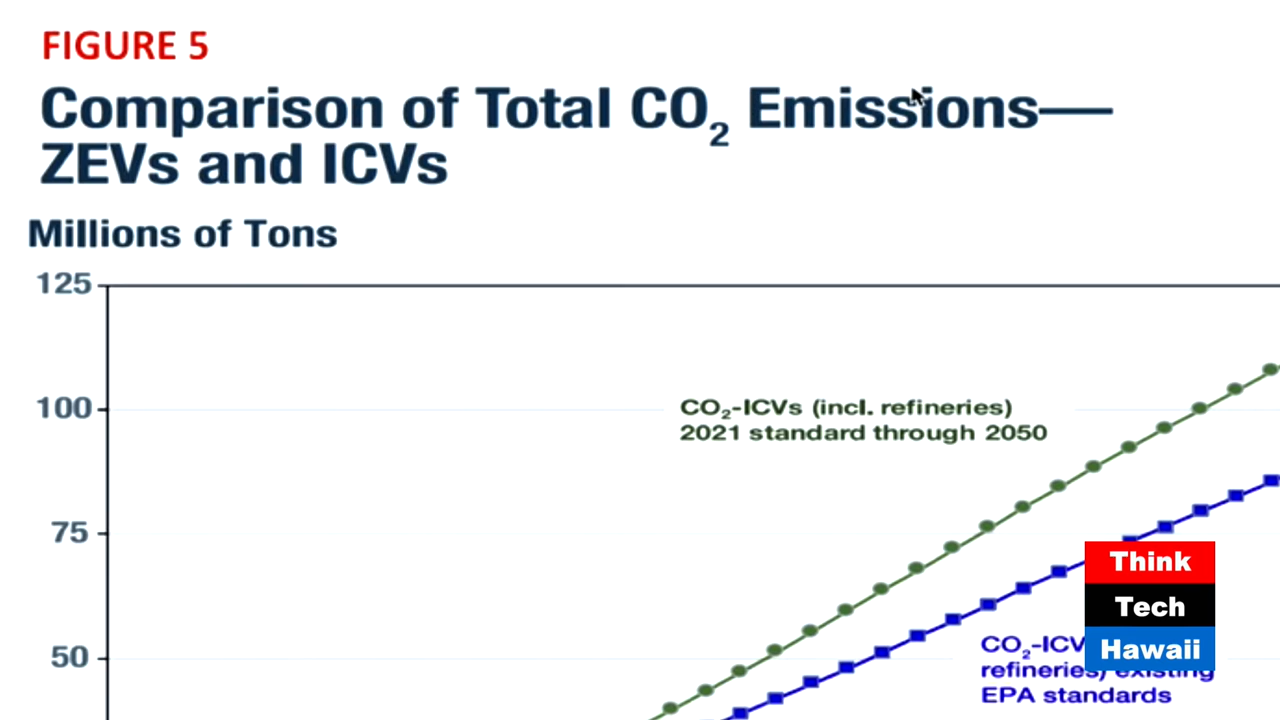 FIGURE 5
Comparison of Total CO₂ Emissions—
ZEVs and ICVs
Millions of Tons
125
100
75
50
CO₂-ICVs (incl. refineries)
2021 standard through 2050
CO₂-ICV
refineries) existing
EPA standards
Think
Tech
Hawaii